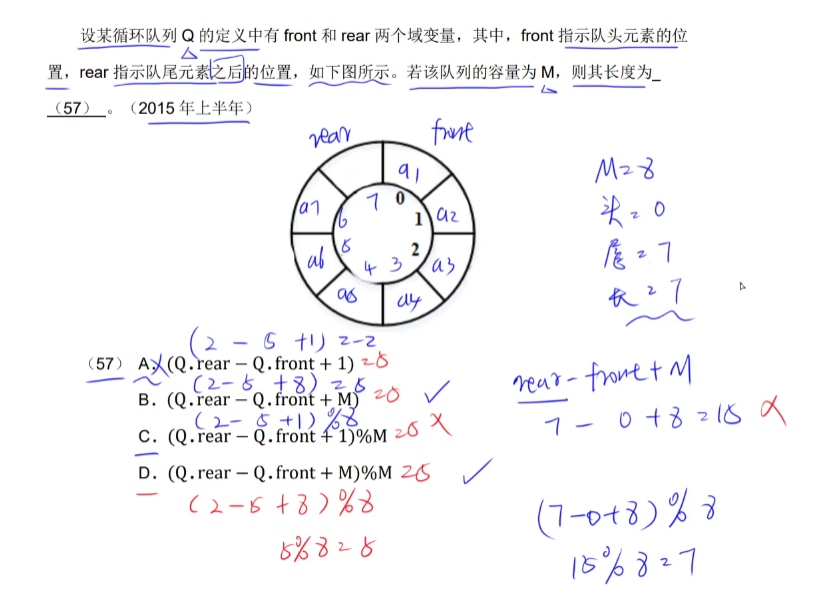 设某循环队列 Q 的定义中有 front 和 rear 两个域变量，其中，front 指示队头元素的位
置，rear 指示队尾元素之后的位置，如下图所示。若该队列的容量为 M，则其长度为_
（57）。（2015 年上半年）
rear front
a1
a7 7 0 M=8
6 1 a2 头=0
a6 5 2 尾=7
4 3 a3 长=7
a5 a4
(2 - 5 +1) =-2
（57） A. (Q.rear − Q.front + 1) =5
(2-5 +8) =5 rear-front+M
B. (Q.rear − Q.front + M) =5
(2-5+1)%8 7-0+8=15
C. (Q.rear − Q.front + 1)%M =5
D. (Q.rear − Q.front + M)%M =5
(2-5+8)%8 (7-0+8)%8
5%8=5 15%8=7